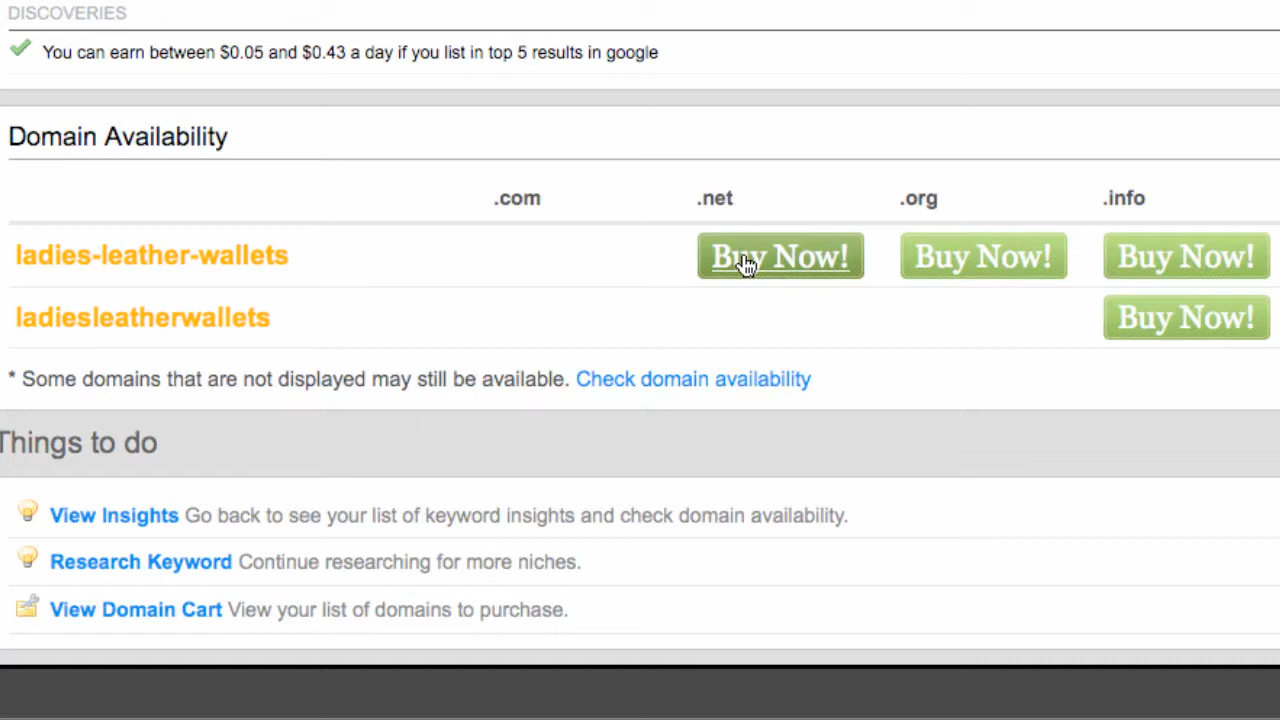 DISCOVERIES
You can earn between $0.05 and $0.43 a day if you list in top 5 results in google
Domain Availability
.com .net .org .info
ladies-leather-wallets Buy Now! Buy Now! Buy Now!
ladiesleatherwallets Buy Now!
* Some domains that are not displayed may still be available. Check domain availability
Things to do
View Insights Go back to see your list of keyword insights and check domain availability.
Research Keyword Continue researching for more niches.
View Domain Cart View your list of domains to purchase.